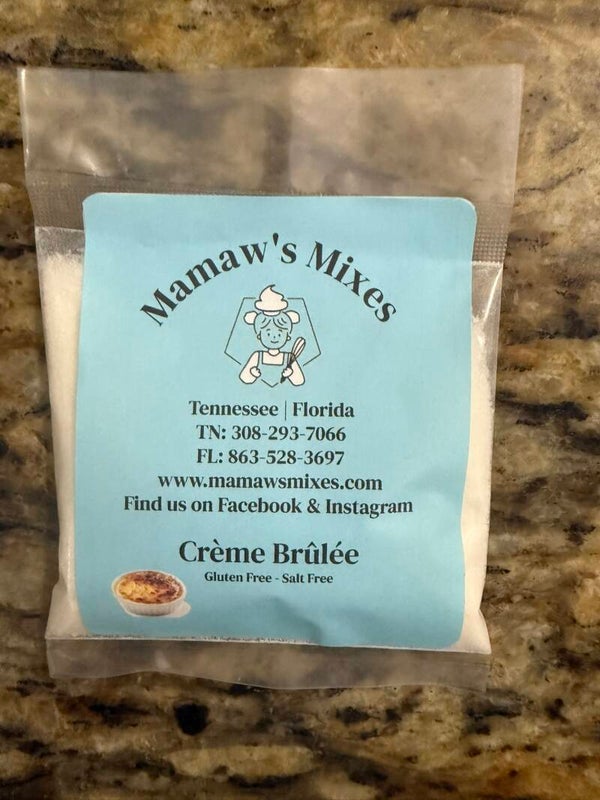 Mamaw's Mixes
Tennessee | Florida
TN: 308-293-7066
FL: 863-528-3697
www.mamawsmixes.com
Find us on Facebook & Instagram
Crème Brûlée
Gluten Free - Salt Free